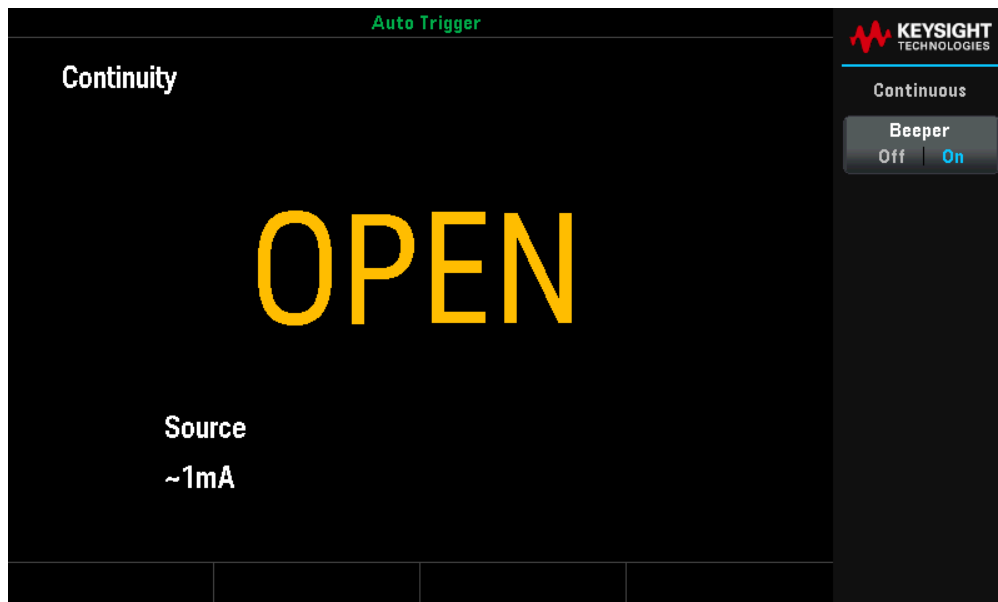 Auto Trigger
KEYSIGHT
TECHNOLOGIES
Continuity
Continuous
Beeper
Off On
OPEN
Source
~1mA